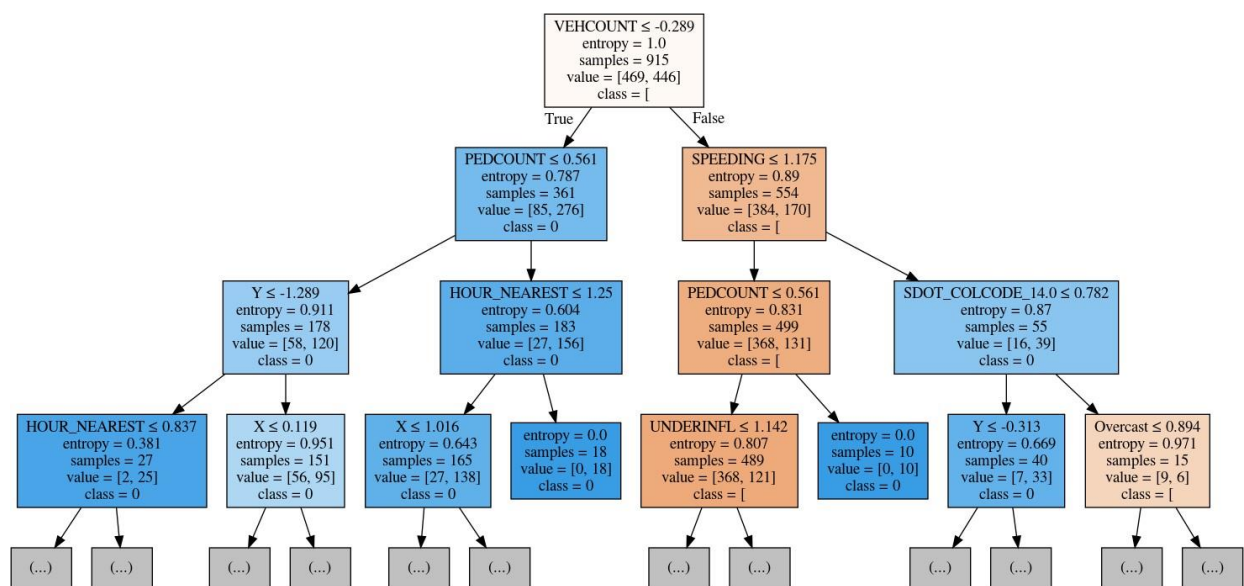 VEHCOUNT ≤ -0.289
entropy = 1.0
samples = 915
value = [469, 446]
class = [
True
False
PEDCOUNT ≤ 0.561
entropy = 0.787
samples = 361
value = [85, 276]
class = 0
SPEEDING ≤ 1.175
entropy = 0.89
samples = 554
value = [384, 170]
class = [
Y ≤ -1.289
entropy = 0.911
samples = 178
value = [58, 120]
class = 0
HOUR_NEAREST ≤ 1.25
entropy = 0.604
samples = 183
value = [27, 156]
class = 0
PEDCOUNT ≤ 0.561
entropy = 0.831
samples = 499
value = [368, 131]
class = [
SDOT_COLCODE_14.0 ≤ 0.782
entropy = 0.87
samples = 55
value = [16, 39]
class = 0
HOUR_NEAREST ≤ 0.837
entropy = 0.381
samples = 27
value = [2, 25]
class = 0
X ≤ 0.119
entropy = 0.951
samples = 151
value = [56, 95]
class = 0
X ≤ 1.016
entropy = 0.643
samples = 165
value = [27, 138]
class = 0
entropy = 0.0
samples = 18
value = [0, 18]
class = 0
UNDERINFL ≤ 1.142
entropy = 0.807
samples = 489
value = [368, 121]
class = [
entropy = 0.0
samples = 10
value = [0, 10]
class = 0
Y ≤ -0.313
entropy = 0.669
samples = 40
value = [7, 33]
class = 0
Overcast ≤ 0.894
entropy = 0.971
samples = 15
value = [9, 6]
class = [
(...)
(...)
(...)
(...)
(...)
(...)
(...)
(...)
(...)
(...)
(...)
(...)